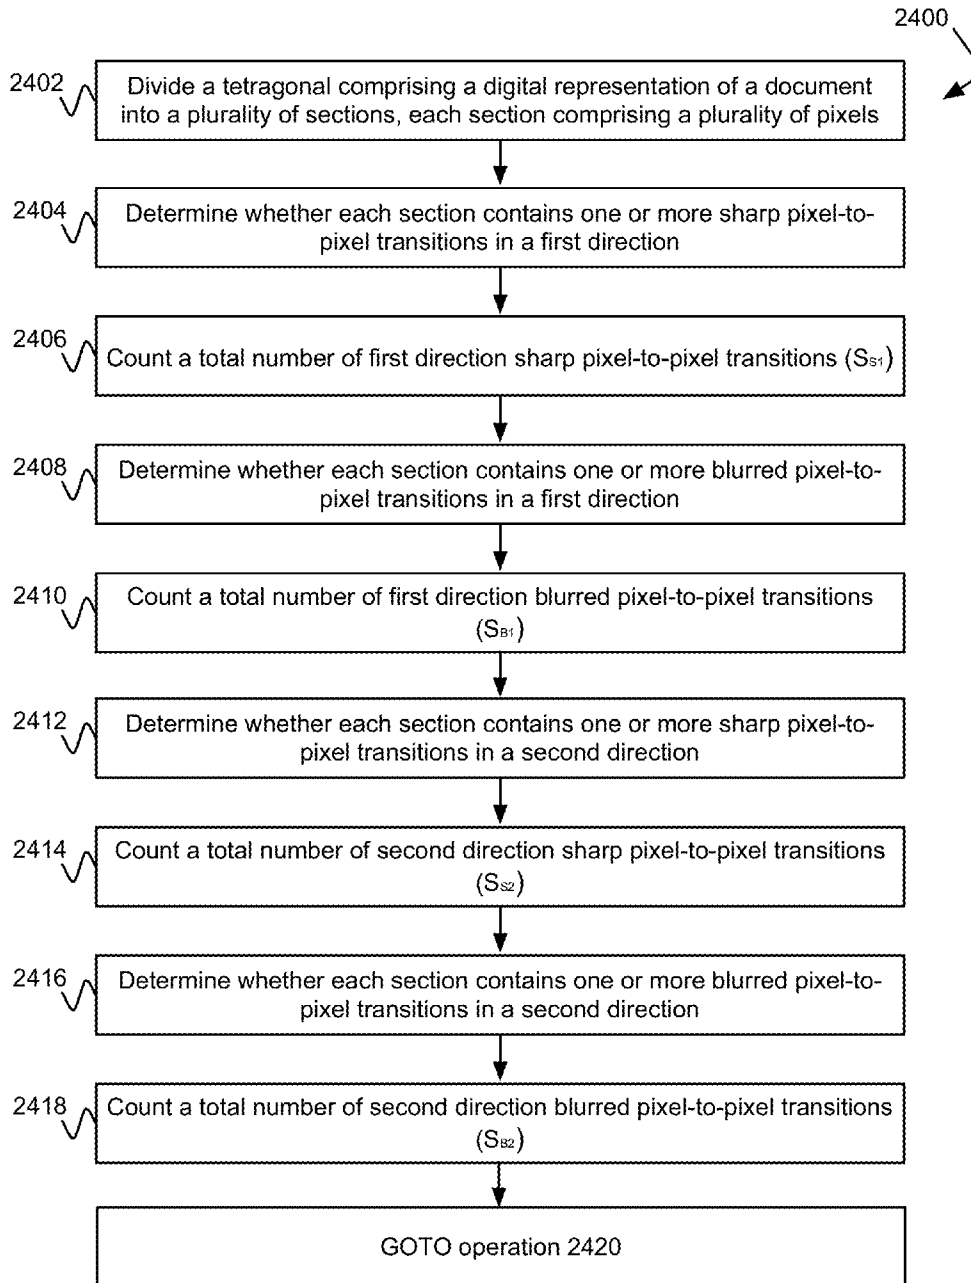 2400
2402
Divide a tetragonal comprising a digital representation of a document
into a plurality of sections, each section comprising a plurality of pixels
2404
Determine whether each section contains one or more sharp pixel-to-
pixel transitions in a first direction
2406
Count a total number of first direction sharp pixel-to-pixel transitions (SS1)
2408
Determine whether each section contains one or more blurred pixel-to-
pixel transitions in a first direction
2410
Count a total number of first direction blurred pixel-to-pixel transitions
(SB1)
2412
Determine whether each section contains one or more sharp pixel-to-
pixel transitions in a second direction
2414
Count a total number of second direction sharp pixel-to-pixel transitions
(SS2)
2416
Determine whether each section contains one or more blurred pixel-to-
pixel transitions in a second direction
2418
Count a total number of second direction blurred pixel-to-pixel transitions
(SB2)
GOTO operation 2420